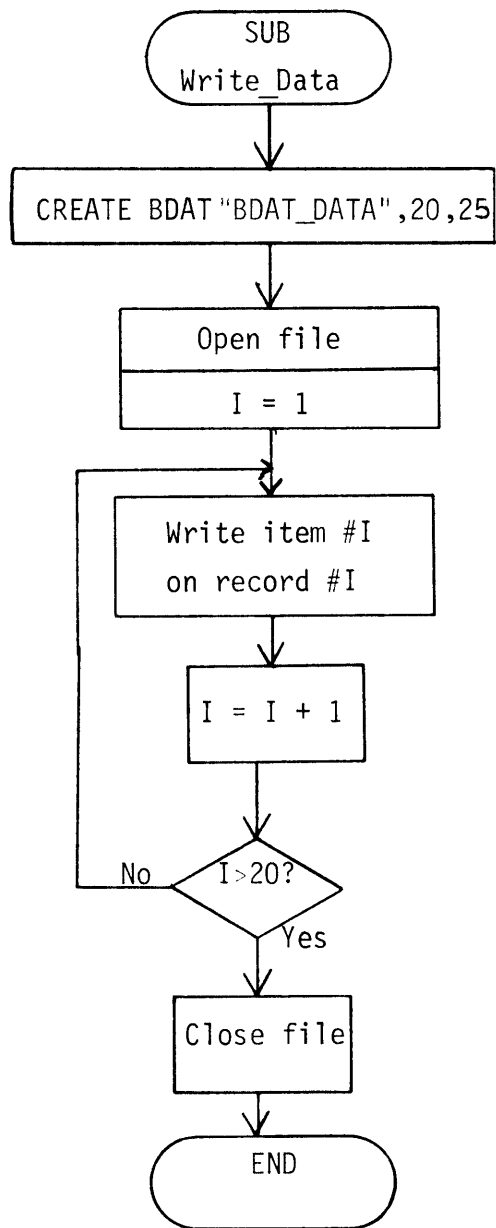 SUB
Write_Data
CREATE BDAT "BDAT_DATA",20,25
Open file
I = 1
Write item #I
on record #I
I = I + 1
I>20?
No
Yes
Close file
END